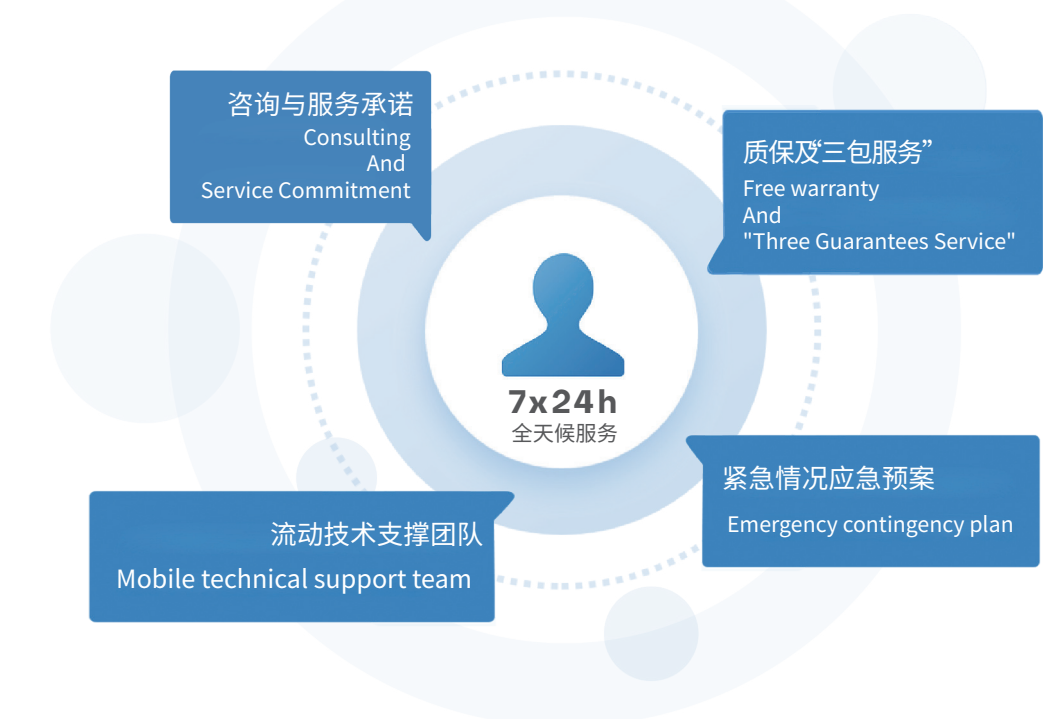 咨询与服务承诺
Consulting
And
Service Commitment
质保及“三包服务”
Free warranty
And
"Three Guarantees Service"
7x24h
全天候服务
流动技术支撑团队
Mobile technical support team
紧急情况应急预案
Emergency contingency plan